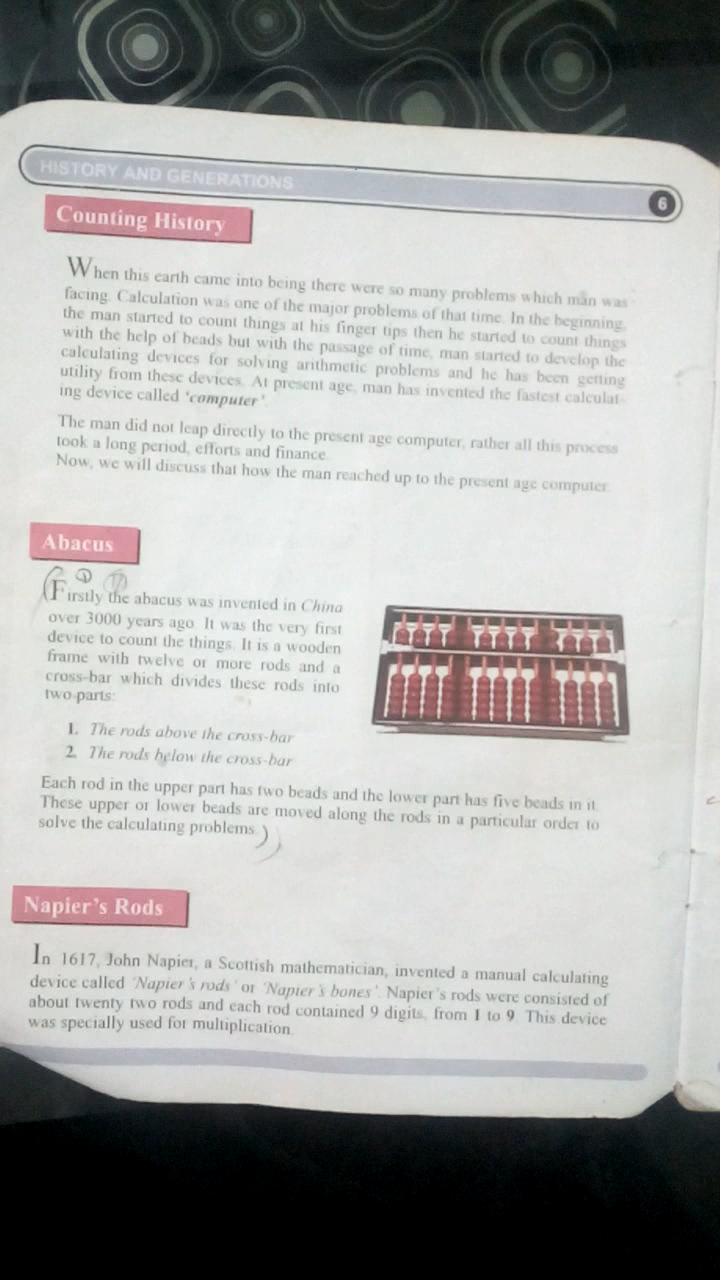 HISTORY AND GENERATIONS
6
Counting History
When this earth came into being there were so many problems which man was
facing. Calculation was one of the major problems of that time. In the beginning,
the man started to count things at his finger tips then he started to count things
with the help of beads but with the passage of time, man started to develop the
calculating devices for solving arithmetic problems and he has been getting
utility from these devices. At present age, man has invented the fastest calculat-
ing device called 'computer'.
The man did not leap directly to the present age computer, rather all this process
took a long period, efforts and finance.
Now, we will discuss that how the man reached up to the present age computer.
Abacus
Firstly the abacus was invented in China
over 3000 years ago. It was the very first
device to count the things. It is a wooden
frame with twelve or more rods and a
cross-bar which divides these rods into
two-parts:
1. The rods above the cross-bar
2. The rods below the cross-bar
Each rod in the upper part has two beads and the lower part has five beads in it.
These upper or lower beads are moved along the rods in a particular order to
solve the calculating problems.
Napier's Rods
In 1617, John Napier, a Scottish mathematician, invented a manual calculating
device called 'Napier's rods' or 'Napier's bones'. Napier's rods were consisted of
about twenty two rods and each rod contained 9 digits, from 1 to 9. This device
was specially used for multiplication.